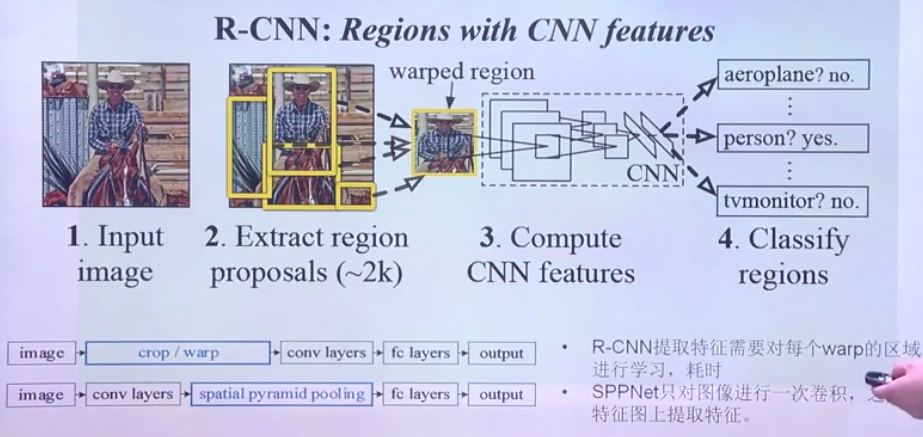 R-CNN: Regions with CNN features
warped region
aeroplane? no.
person? yes.
tvmonitor? no.
CNN
1. Input
image
2. Extract region
proposals (~2k)
3. Compute
CNN features
4. Classify
regions
image
crop / warp
conv layers
fc layers
output
image
conv layers
spatial pyramid pooling
fc layers
output
• R-CNN提取特征需要对每个warp的区域
进行学习，耗时
• SPPNet只对图像进行一次卷积，
特征图上提取特征。